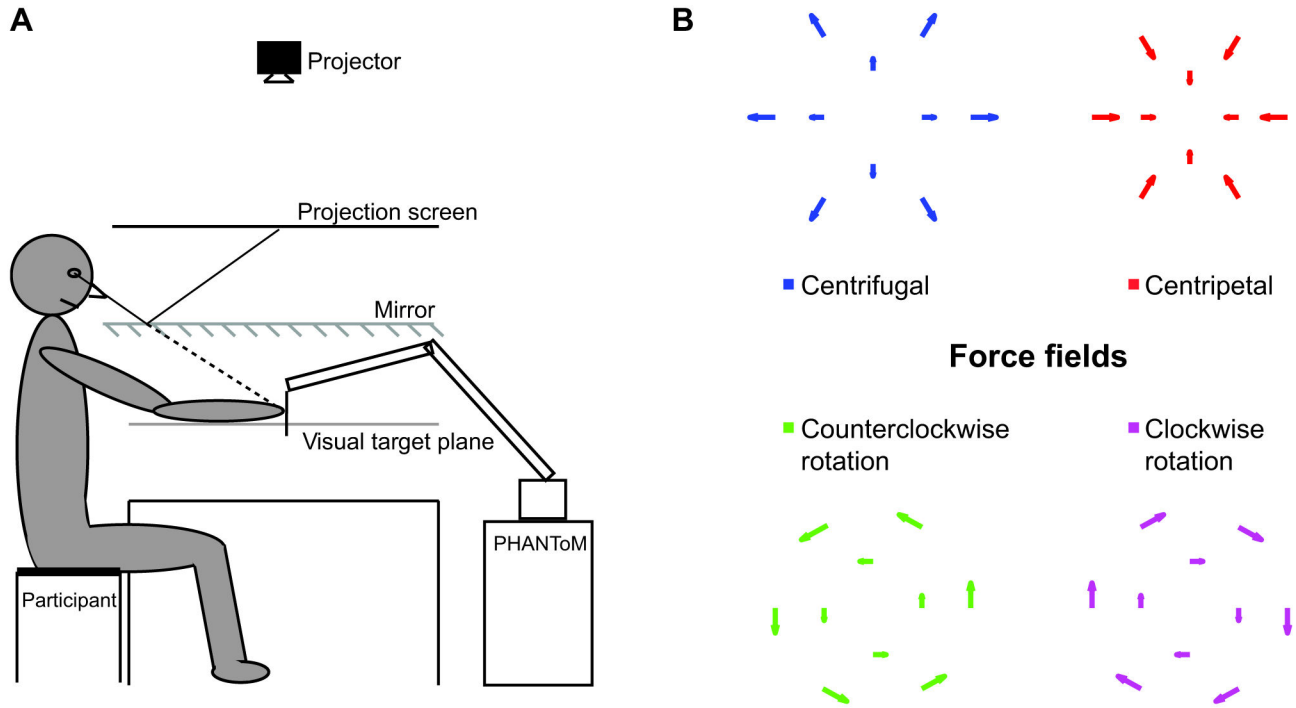 A
Projector
Projection screen
Mirror
Visual target plane
PHANToM
Participant
B
Centrifugal
Centripetal
Force fields
Counterclockwise
rotation
Clockwise
rotation